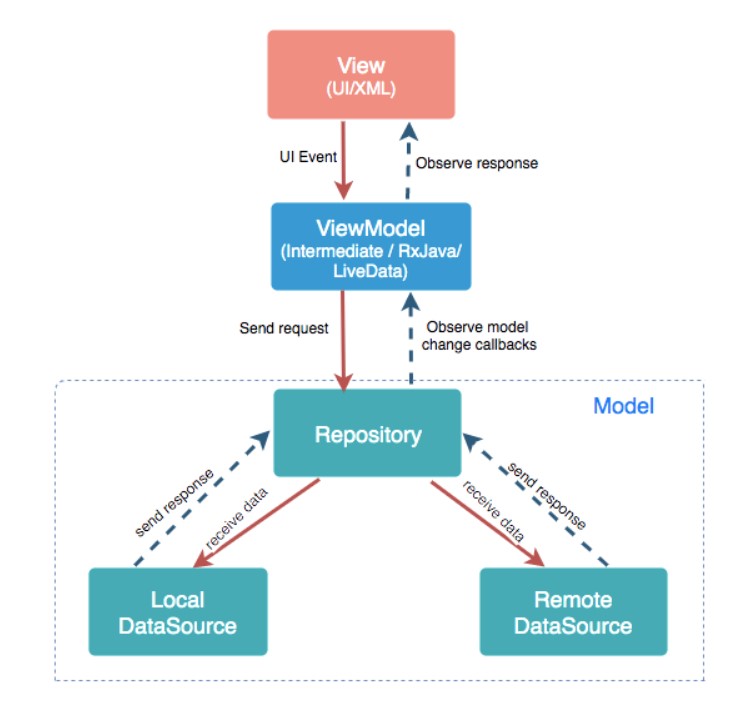 View
(UI/XML)
UI Event
Observe response
ViewModel
(Intermediate / RxJava/
LiveData)
Send request
Observe model
change callbacks
Model
Repository
send response
receive data
receive data
send response
Local
DataSource
Remote
DataSource